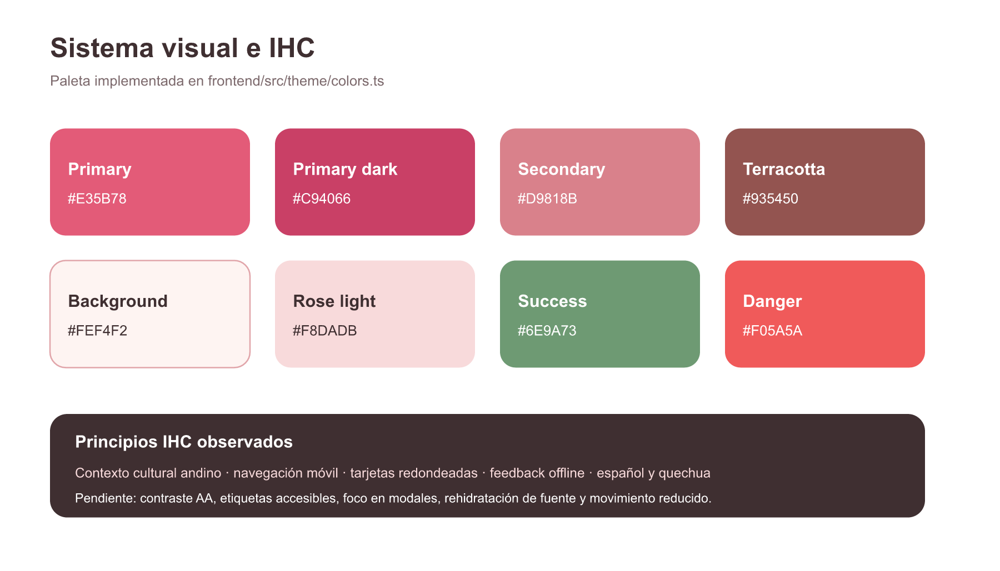 Sistema visual e IHC
Paleta implementada en frontend/src/theme/colors.ts
Primary
#E35B78
Primary dark
#C94066
Secondary
#D9818B
Terracotta
#935450
Background
#FEF4F2
Rose light
#F8DADB
Success
#6E9A73
Danger
#F05A5A
Principios IHC observados
Contexto cultural andino · navegación móvil · tarjetas redondeadas · feedback offline · español y quechua
Pendiente: contraste AA, etiquetas accesibles, foco en modales, rehidratación de fuente y movimiento reducido.